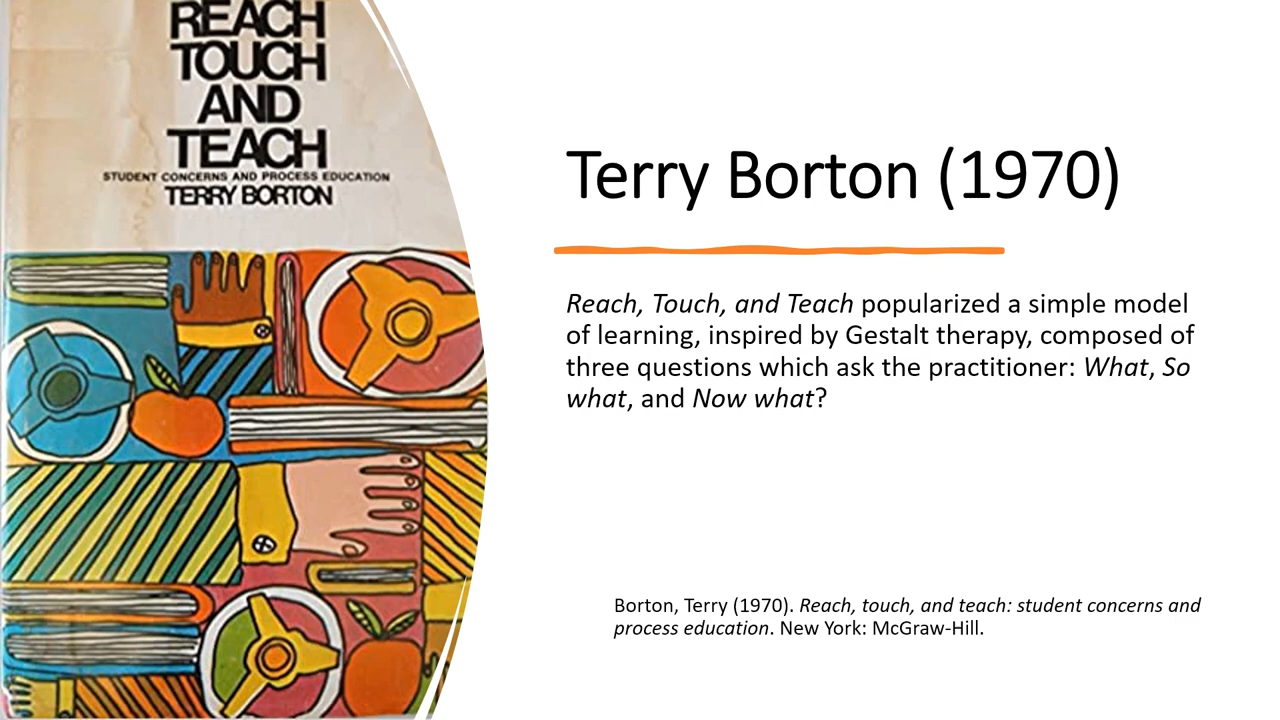 REACH
TOUCH
AND
TEACH
STUDENT CONCERNS AND PROCESS EDUCATION
TERRY BORTON
Terry Borton (1970)
Reach, Touch, and Teach popularized a simple model
of learning, inspired by Gestalt therapy, composed of
three questions which ask the practitioner: What, So
what, and Now what?
Borton, Terry (1970). Reach, touch, and teach: student concerns and
process education. New York: McGraw-Hill.